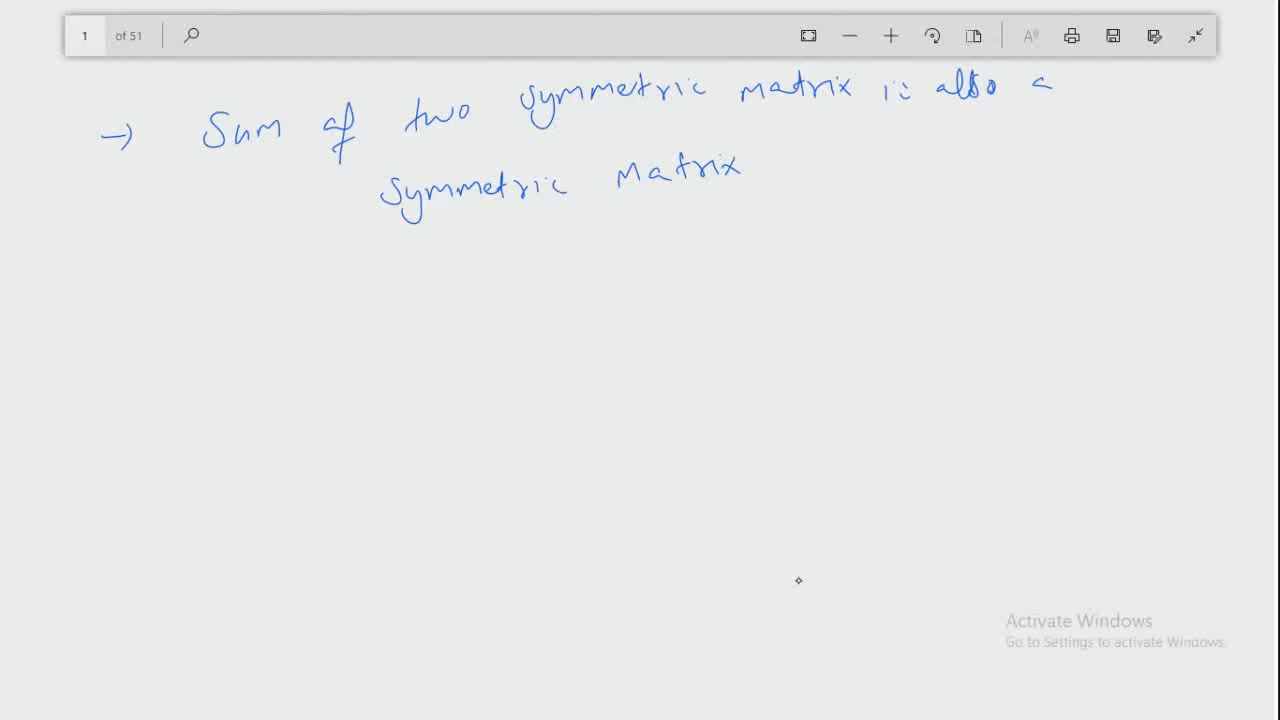 1 of 51
→ Sum of two symmetric matrix is also a
symmetric Matrix
Activate Windows
Go to Settings to activate Windows.